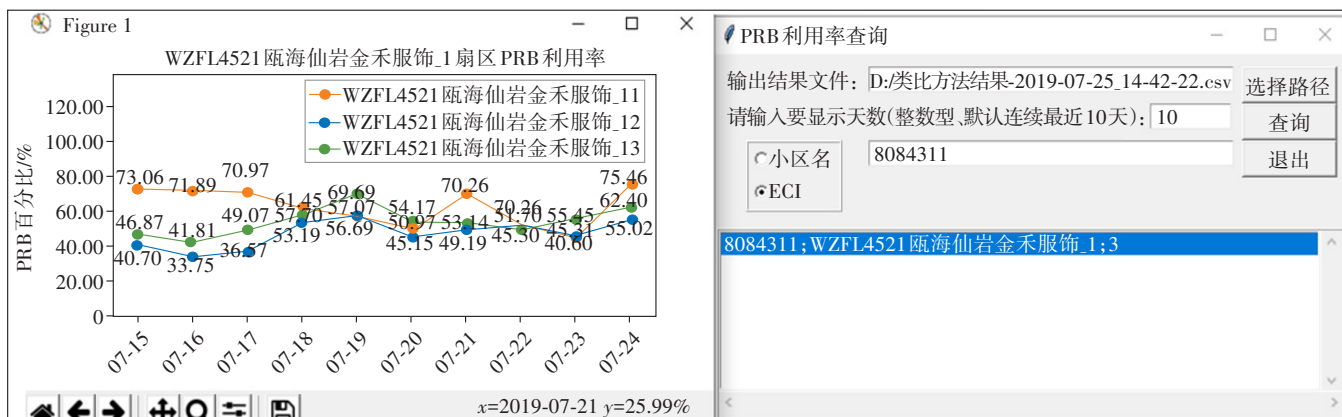 Figure 1
WZFL4521瓯海仙岩金禾服饰_1扇区PRB利用率
WZFL4521瓯海仙岩金禾服饰_11
WZFL4521瓯海仙岩金禾服饰_12
WZFL4521瓯海仙岩金禾服饰_13
PRB百分比/%
120.00
100.00
80.00
60.00
40.00
20.00
0
73.06 71.89 70.97 61.45 57.07 50.97 70.26 51.70 45.21 75.46
46.87 41.81 49.07 57.70 69.69 54.17 53.14 70.26 55.45 62.40
40.70 33.75 36.57 53.19 56.69 45.15 49.19 45.30 40.60 55.02
07-15 07-16 07-17 07-18 07-19 07-20 07-21 07-22 07-23 07-24
x=2019-07-21 y=25.99%
PRB利用率查询
输出结果文件: D:/类比方法结果-2019-07-25_14-42-22.csv 选择路径
请输入要显示天数(整数型、默认连续最近10天): 10 查询
小区名 8084311 退出
ECI
8084311;WZFL4521瓯海仙岩金禾服饰_1;3